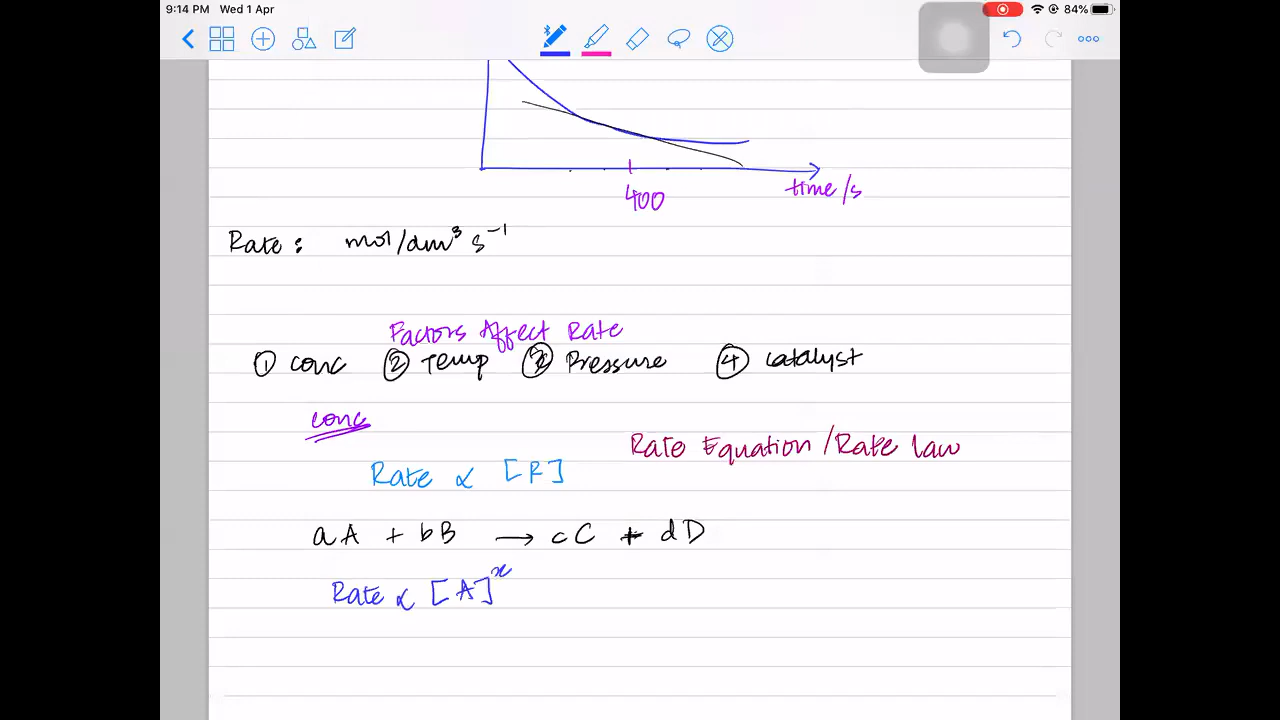 9:14 PM Wed 1 Apr 84%
400
time/s
Rate: mol/dm³ s⁻¹
Factors Affect Rate
① conc ② Temp ③ Pressure ④ catalyst
conc
Rate Equation/Rate law
Rate ∝ [R]
aA + bB → cC + dD
Rate ∝ [A]ˣ